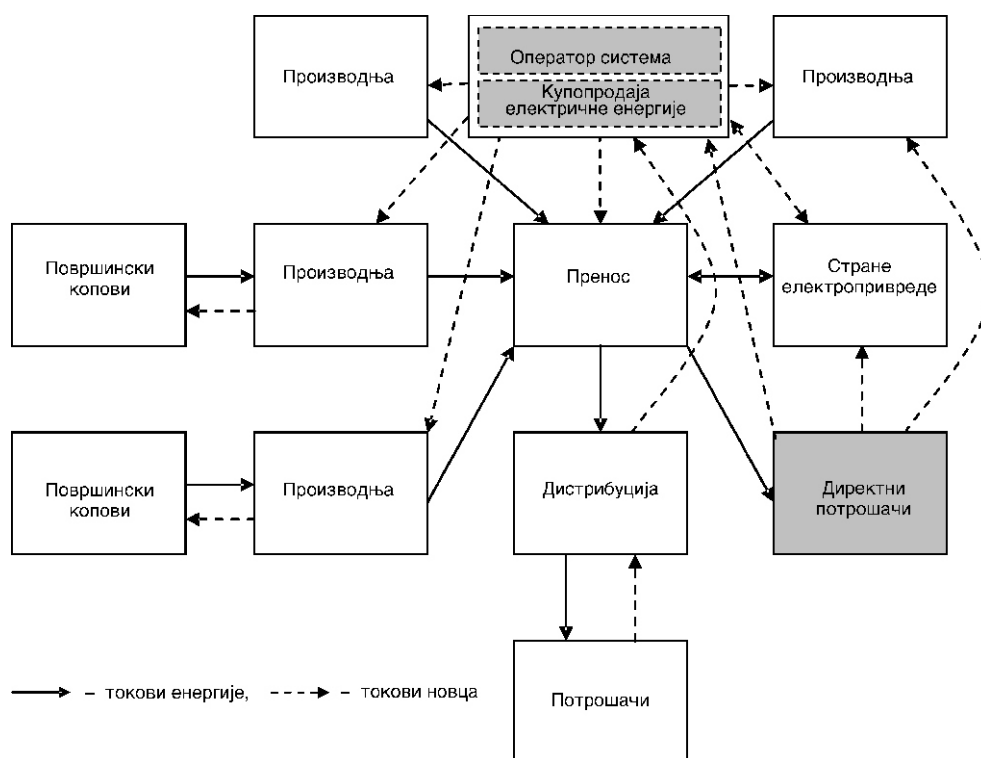 Производња
Оператор система
Купопродаја
електричне енергије
Производња
Површински
копови
Производња
Пренос
Стране
електропривреде
Површински
копови
Производња
Дистрибуција
Директни
потрошачи
Потрошачи
– токови енергије,
– токови новца